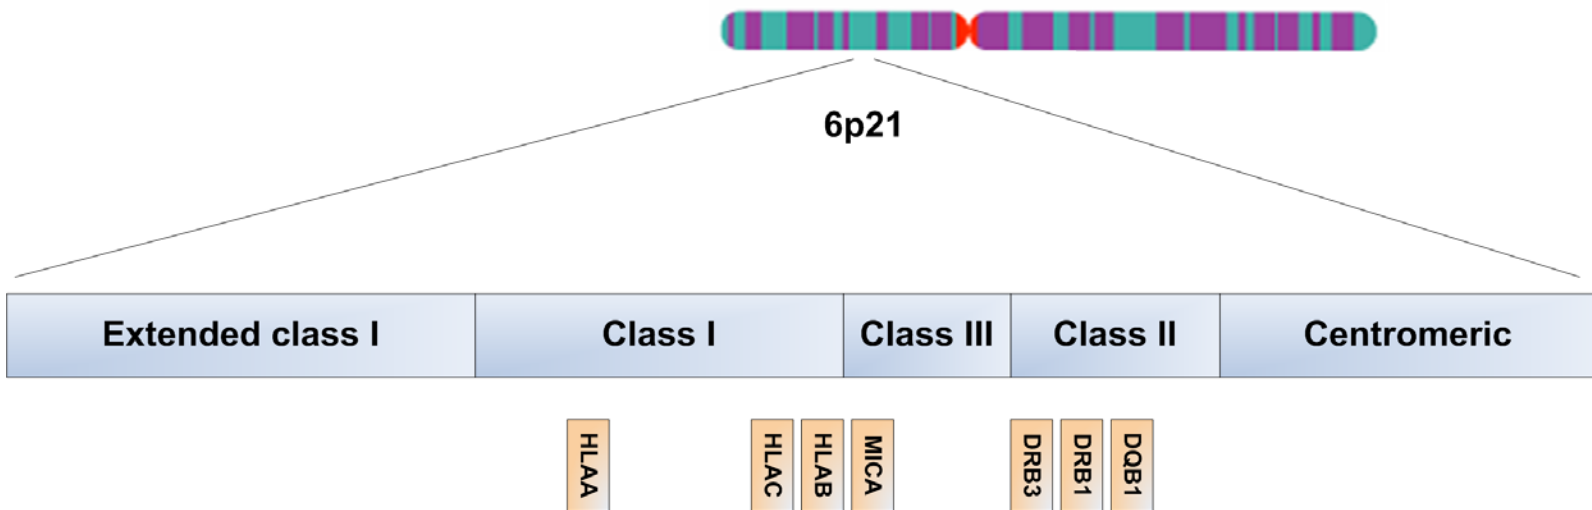 6p21
Extended class I
Class I
Class III
Class II
Centromeric
HLAA
HLAC
HLAB
MICA
DRB3
DRB1
DQB1